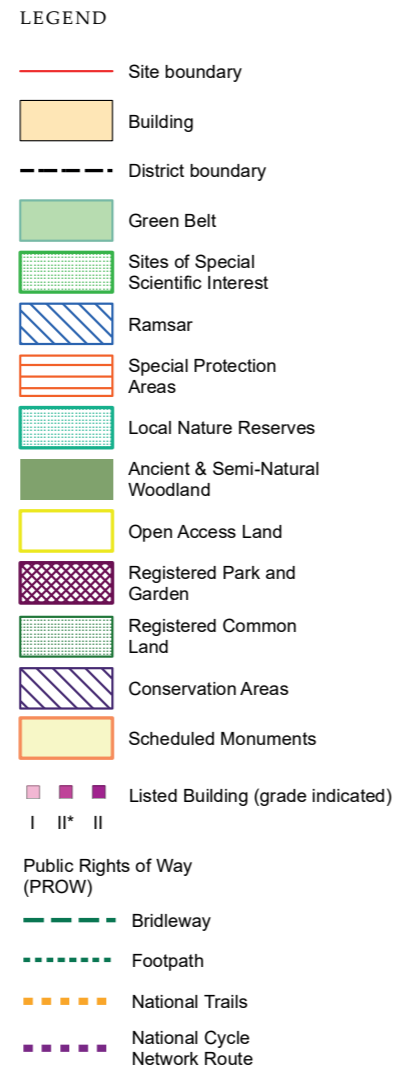 LEGEND
Site boundary
Building
District boundary
Green Belt
Sites of Special
Scientific Interest
Ramsar
Special Protection
Areas
Local Nature Reserves
Ancient & Semi-Natural
Woodland
Open Access Land
Registered Park and
Garden
Registered Common
Land
Conservation Areas
Scheduled Monuments
Listed Building (grade indicated)
I II* II
Public Rights of Way
(PROW)
Bridleway
Footpath
National Trails
National Cycle
Network Route